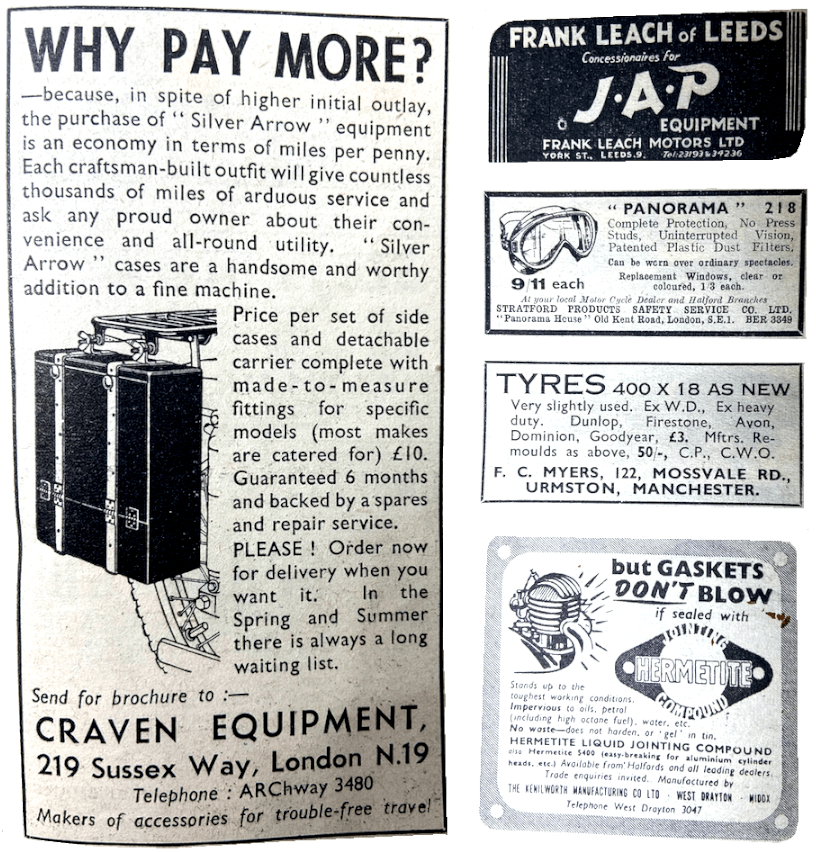 WHY PAY MORE?
—because, in spite of higher initial outlay,
the purchase of “ Silver Arrow ” equipment
is an economy in terms of miles per penny.
Each craftsman-built outfit will give countless
thousands of miles of arduous service and
ask any proud owner about their con-
venience and all-round utility. “ Silver
Arrow ” cases are a handsome and worthy
addition to a fine machine.
Price per set of side
cases and detachable
carrier complete with
made-to-measure
fittings for specific
models (most makes
are catered for) £10.
Guaranteed 6 months
and backed by a spares
and repair service.
PLEASE ! Order now
for delivery when you
want it. In the
Spring and Summer
there is always a long
waiting list.
Send for brochure to :—
CRAVEN EQUIPMENT,
219 Sussex Way, London N.19
Telephone : ARChway 3480
Makers of accessories for trouble-free travel
FRANK LEACH of LEEDS
Concessionaires for
J·A·P
EQUIPMENT
FRANK LEACH MOTORS LTD
YORK ST., LEEDS.9. Tel: 23193 & 34236
“ PANORAMA ” 218
Complete Protection, No Press
Studs, Uninterrupted Vision,
Patented Plastic Dust Filters.
Can be worn over ordinary spectacles.
Replacement Windows, clear or
coloured, 1/3 each.
9/11 each
At your local Motor Cycle Dealer and Halford Branches
STRATFORD PRODUCTS SAFETY SERVICE CO. LTD.
“Panorama House” Old Kent Road, London, S.E.1. BER 3349
TYRES 400 X 18 AS NEW
Very slightly used. Ex W.D., Ex heavy
duty. Dunlop, Firestone, Avon,
Dominion, Goodyear, £3. Mftrs. Re-
moulds as above, 50/-, C.P., C.W.O.
F. C. MYERS, 122, MOSSVALE RD.,
URMSTON, MANCHESTER.
but GASKETS
DON'T BLOW
if sealed with
JOINTING
HERMETITE
COMPOUND
Stands up to the
toughest working conditions.
Impervious to oils, petrol
(including high octane fuel), water, etc.
No waste—does not harden, or 'gel' in tin.
HERMETITE LIQUID JOINTING COMPOUND
also Hermetite S400 (easy-breaking for aluminium cylinder
heads, etc.) Available from Halfords and all leading dealers.
Trade enquiries invited. Manufactured by
THE KENILWORTH MANUFACTURING CO LTD · WEST DRAYTON · MIDDX
Telephone West Drayton 3047